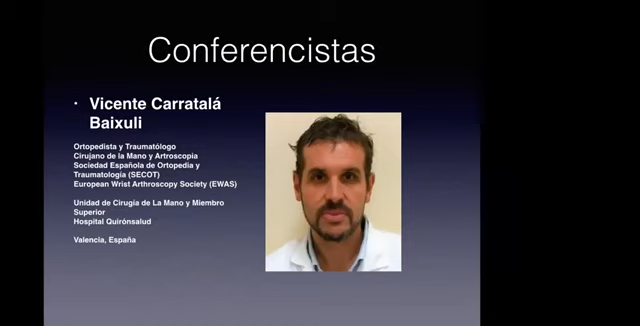 Conferencistas
• Vicente Carratalá
Baixuli
Ortopedista y Traumatólogo
Cirujano de la Mano y Artroscopia
Sociedad Española de Ortopedia y
Traumatología (SECOT)
European Wrist Arthroscopy Society (EWAS)
Unidad de Cirugía de La Mano y Miembro
Superior
Hospital Quirónsalud
Valencia, España